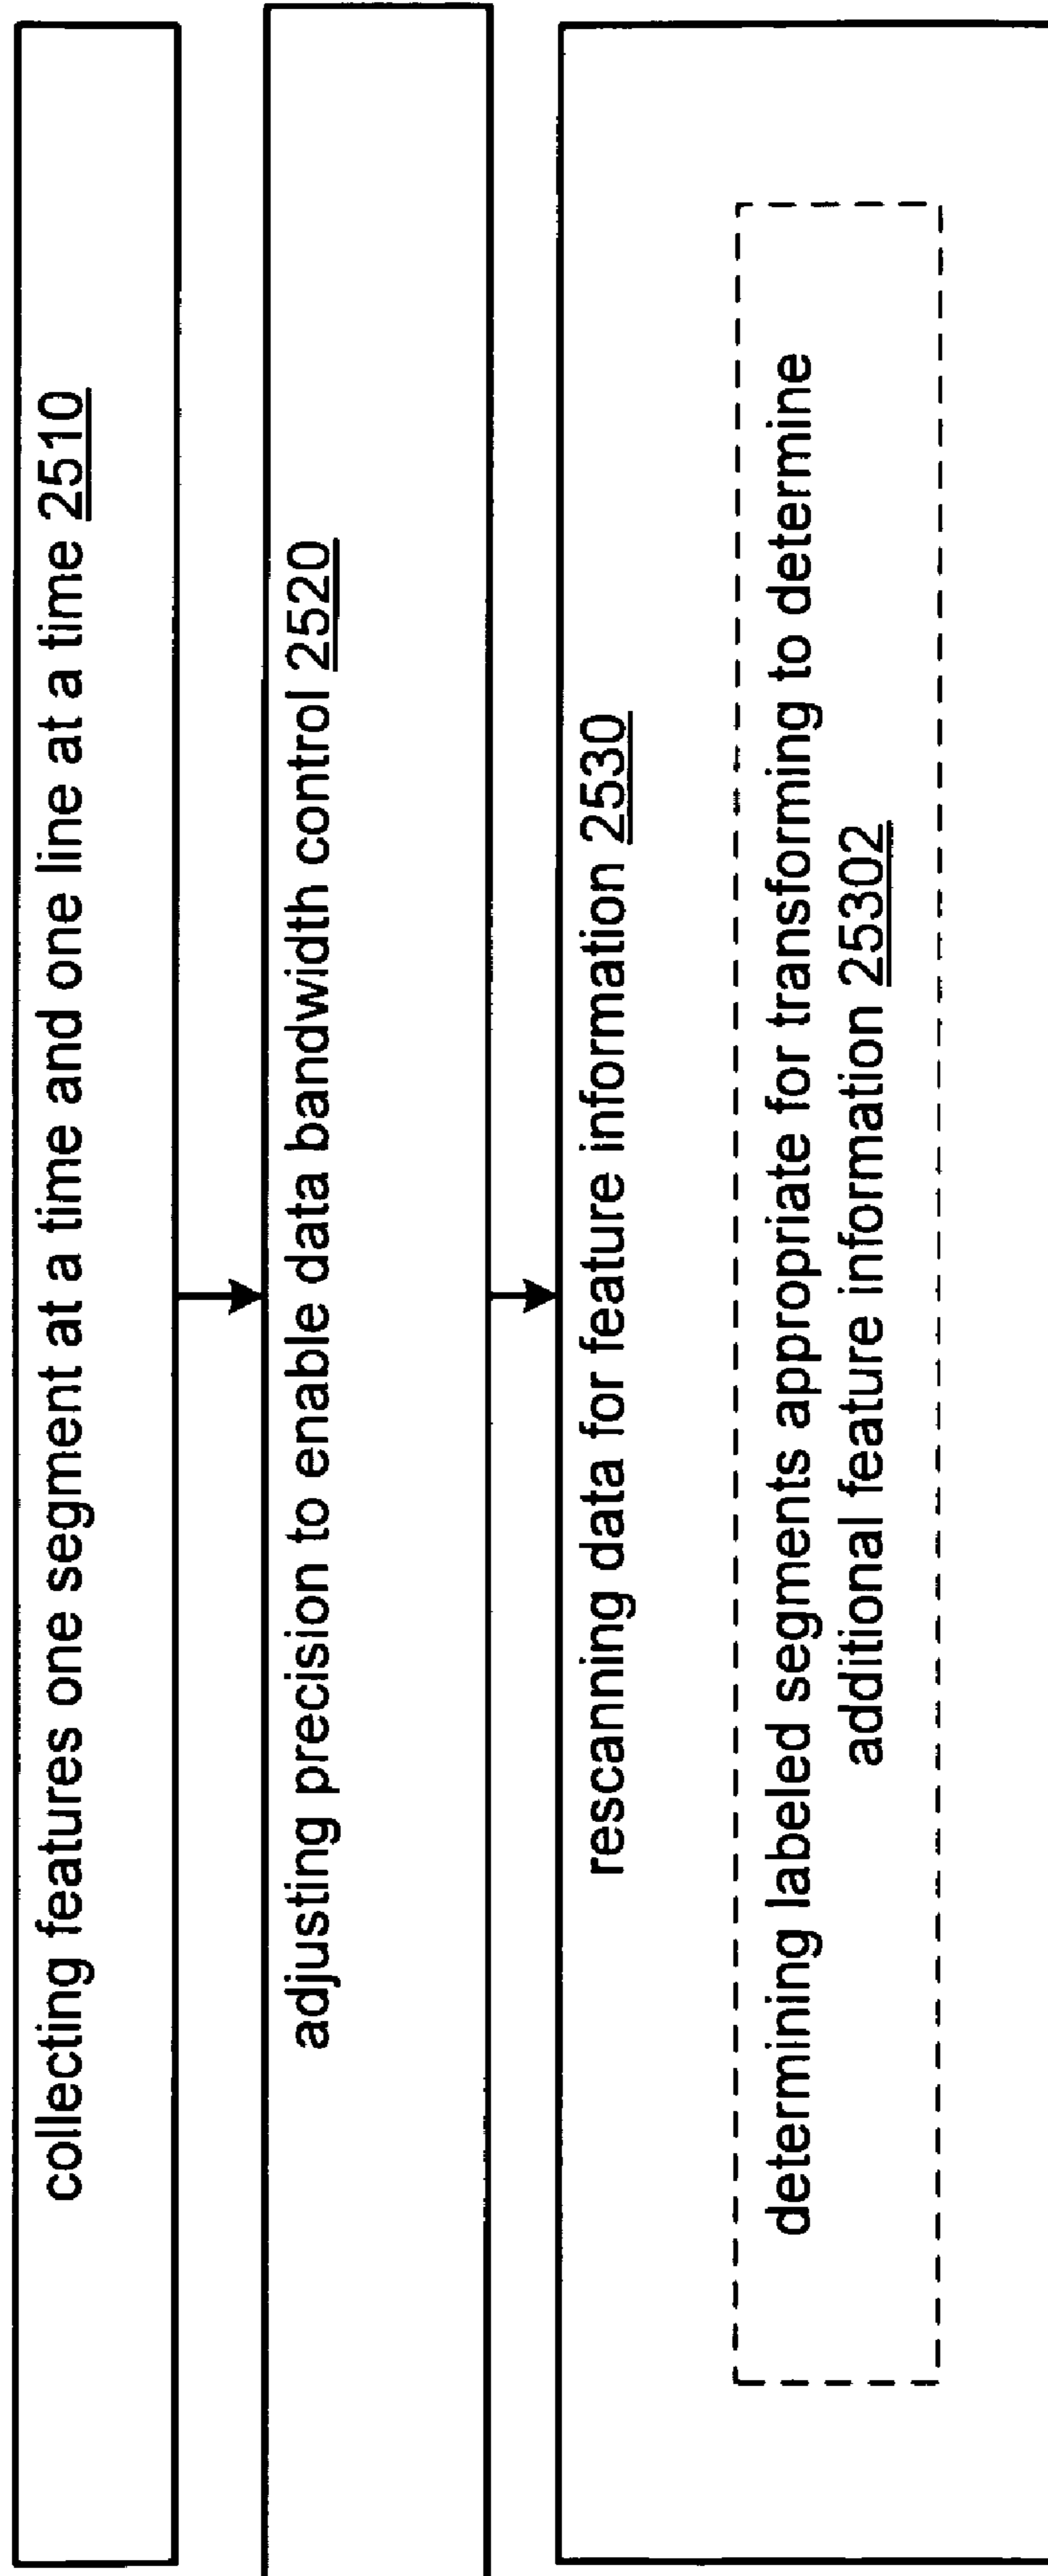 collecting features one segment at a time and one line at a time 2510
adjusting precision to enable data bandwidth control 2520
rescanning data for feature information 2530
determining labeled segments appropriate for transforming to determine
additional feature information 25302